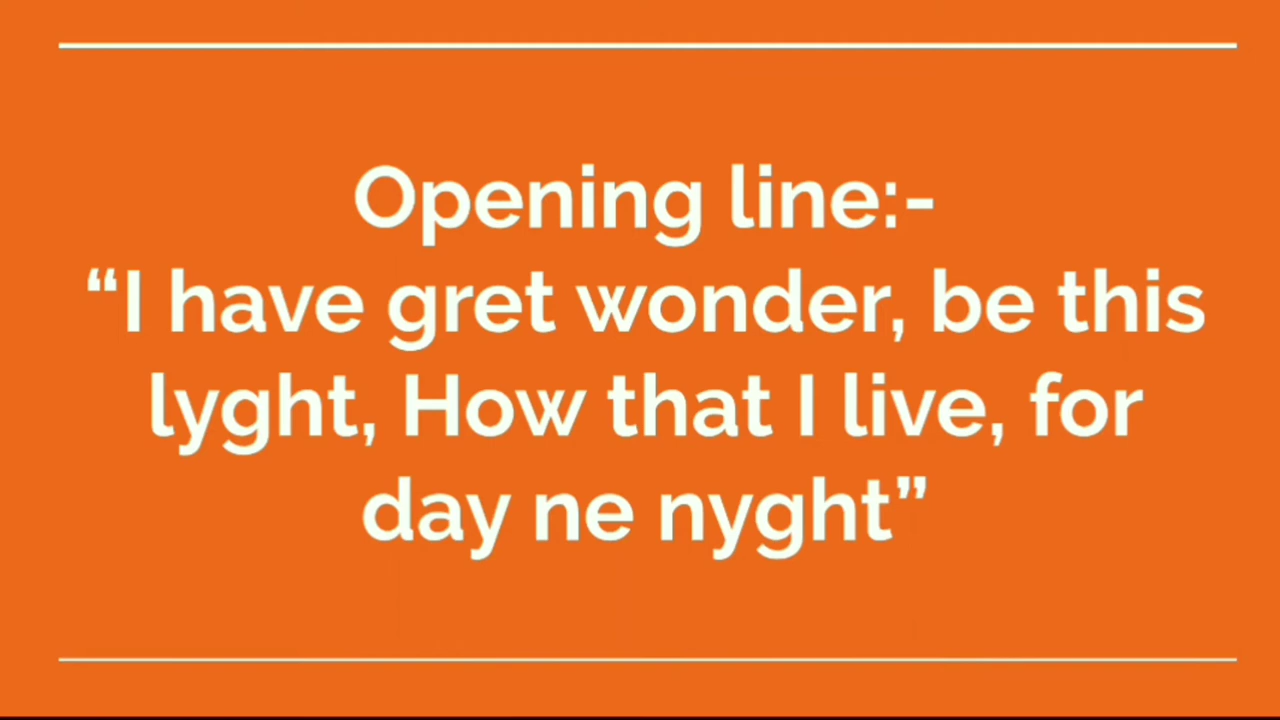 Opening line:-
“I have gret wonder, be this
lyght, How that I live, for
day ne nyght”